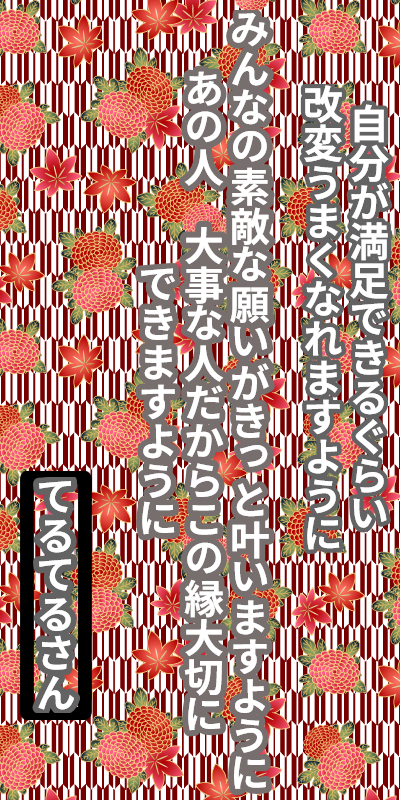 自分が満足できるぐらい
改変うまくなれますように
みんなの素敵な願いがきっと叶いますように
あの人　大事な人だからこの縁大切に
できますように
てるてるさん